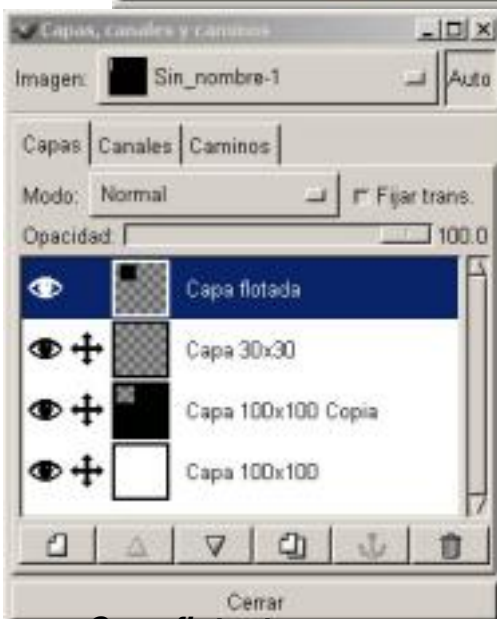 Capas, canales y caminos
Imagen: Sin_nombre-1 Auto
Capas Canales Caminos
Modo: Normal Fijar trans.
Opacidad: 100.0
Capa flotada
Capa 30x30
Capa 100x100 Copia
Capa 100x100
Cerrar